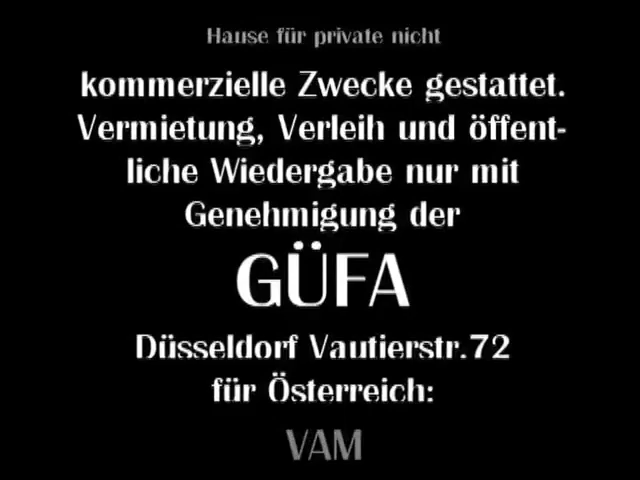 Hause für private nicht
kommerzielle Zwecke gestattet.
Vermietung, Verleih und öffent-
liche Wiedergabe nur mit
Genehmigung der
GÜFA
Düsseldorf Vautierstr.72
für Österreich:
VAM